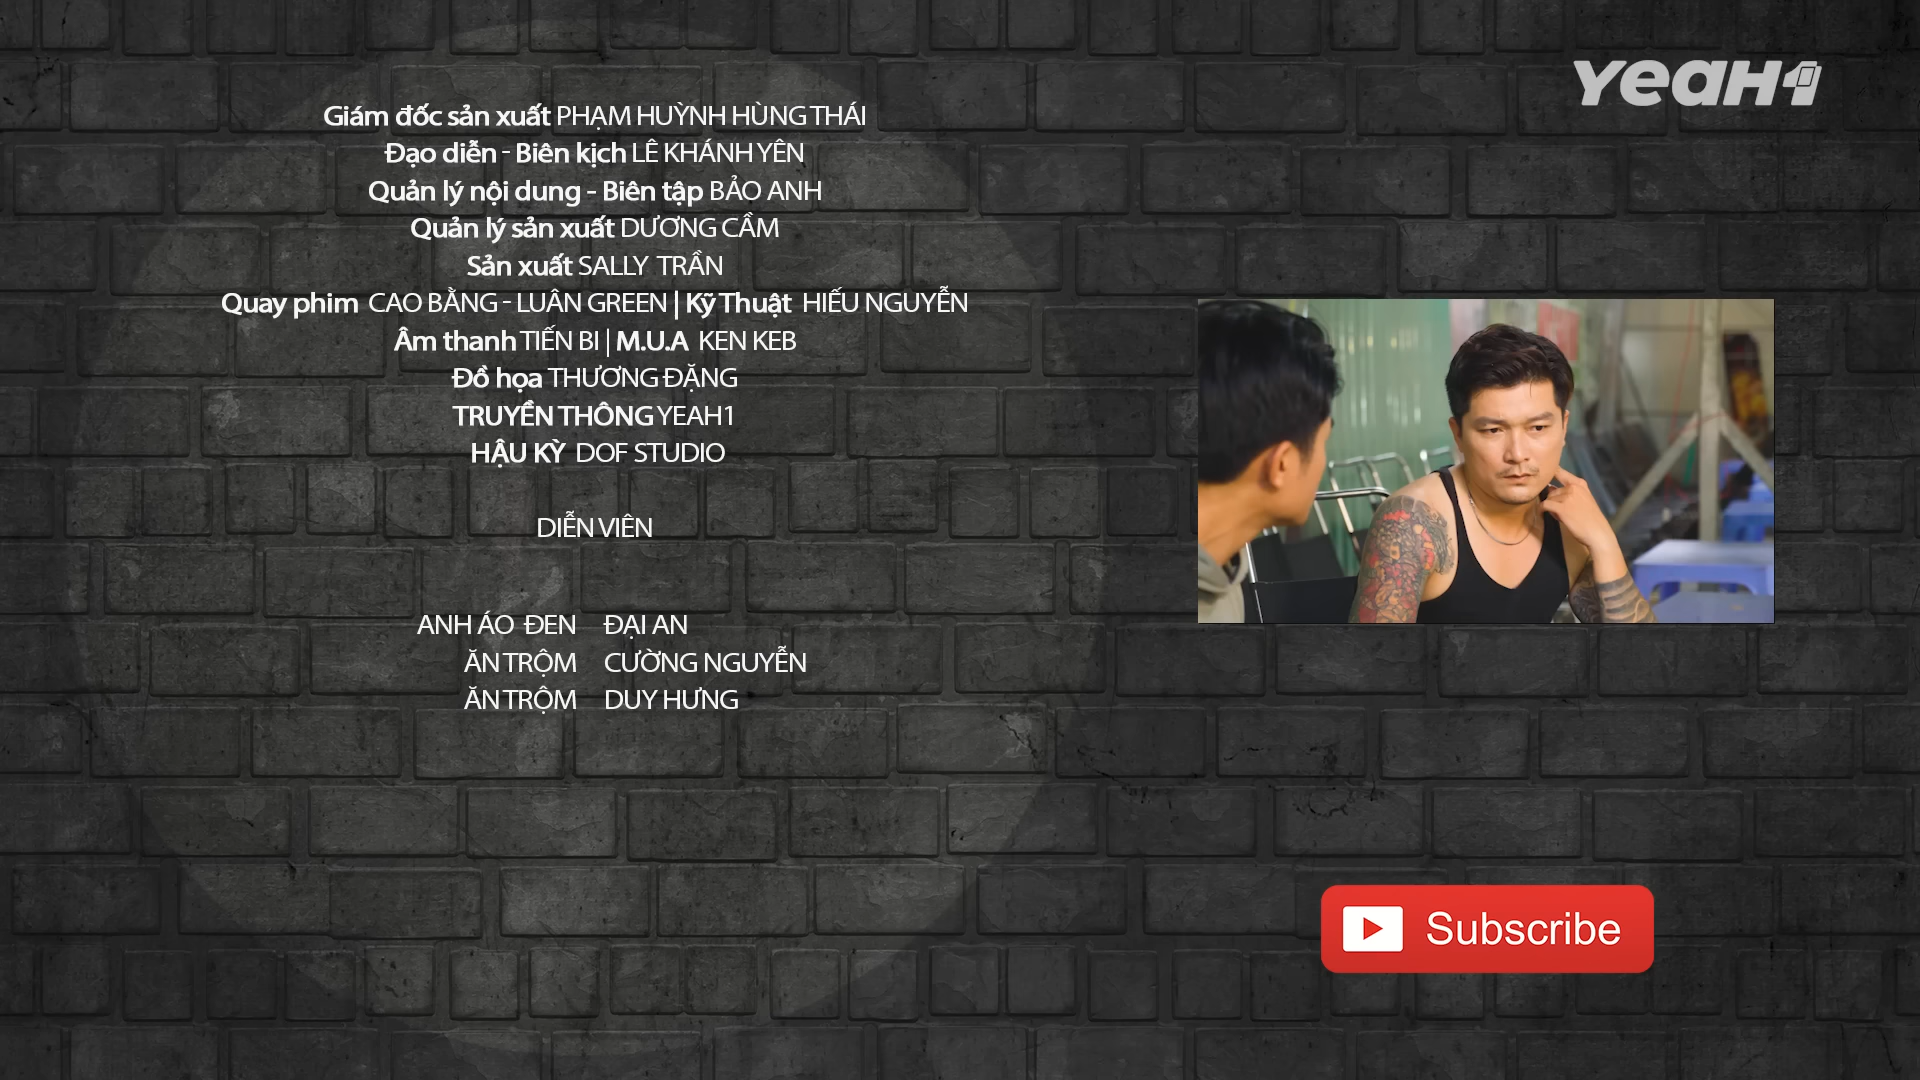 YEAH1
Giám đốc sản xuất PHẠM HUỲNH HÙNG THÁI
Đạo diễn - Biên kịch LÊ KHÁNH YÊN
Quản lý nội dung - Biên tập BẢO ANH
Quản lý sản xuất DƯƠNG CẦM
Sản xuất SALLY TRẦN
Quay phim CAO BẰNG - LUÂN GREEN | Kỹ Thuật HIẾU NGUYỄN
Âm thanh TIẾN BI | M.U.A KEN KEB
Đồ họa THƯƠNG ĐẶNG
TRUYỀN THÔNG YEAH1
HẬU KỲ DOF STUDIO
DIỄN VIÊN
ANH ÁO ĐEN ĐẠI AN
ĂN TRỘM CƯỜNG NGUYỄN
ĂN TRỘM DUY HƯNG
Subscribe